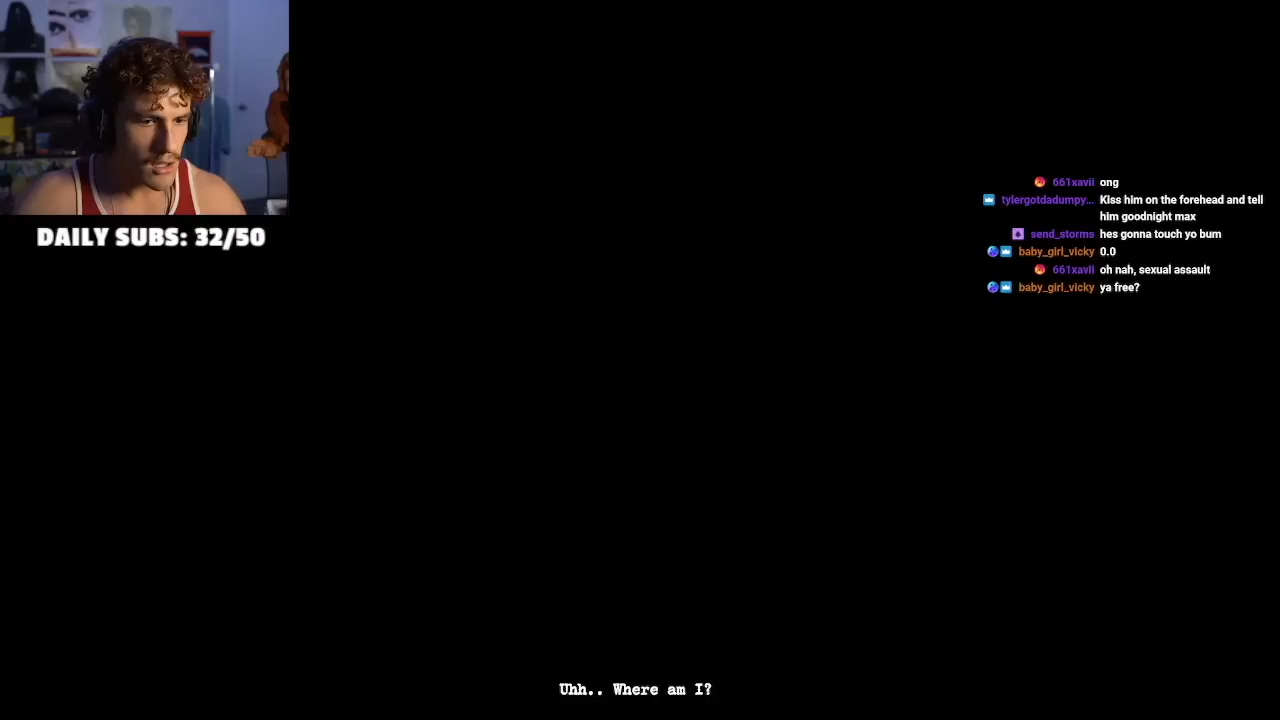 DAILY SUBS: 32/50
661xavii ong
tylergotdadumpy... Kiss him on the forehead and tell
him goodnight max
send_storms hes gonna touch yo bum
baby_girl_vicky 0.0
661xavii oh nah, sexual assault
baby_girl_vicky ya free?
Uhh.. Where am I?